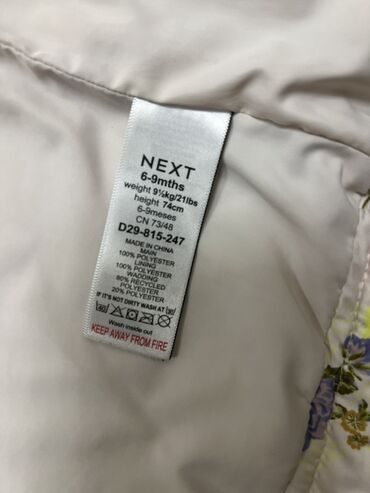 NEXT
6-9mths
weight 9½kg/21lbs
height 74cm
6-9meses
CN 73/48
D29-815-247
MADE IN CHINA
MAIN
100% POLYESTER
LINING
100% POLYESTER
WADDING
80% RECYCLED
POLYESTER
20% POLYESTER
IF IT'S NOT DIRTY WASH AT
Wash inside out
KEEP AWAY FROM FIRE